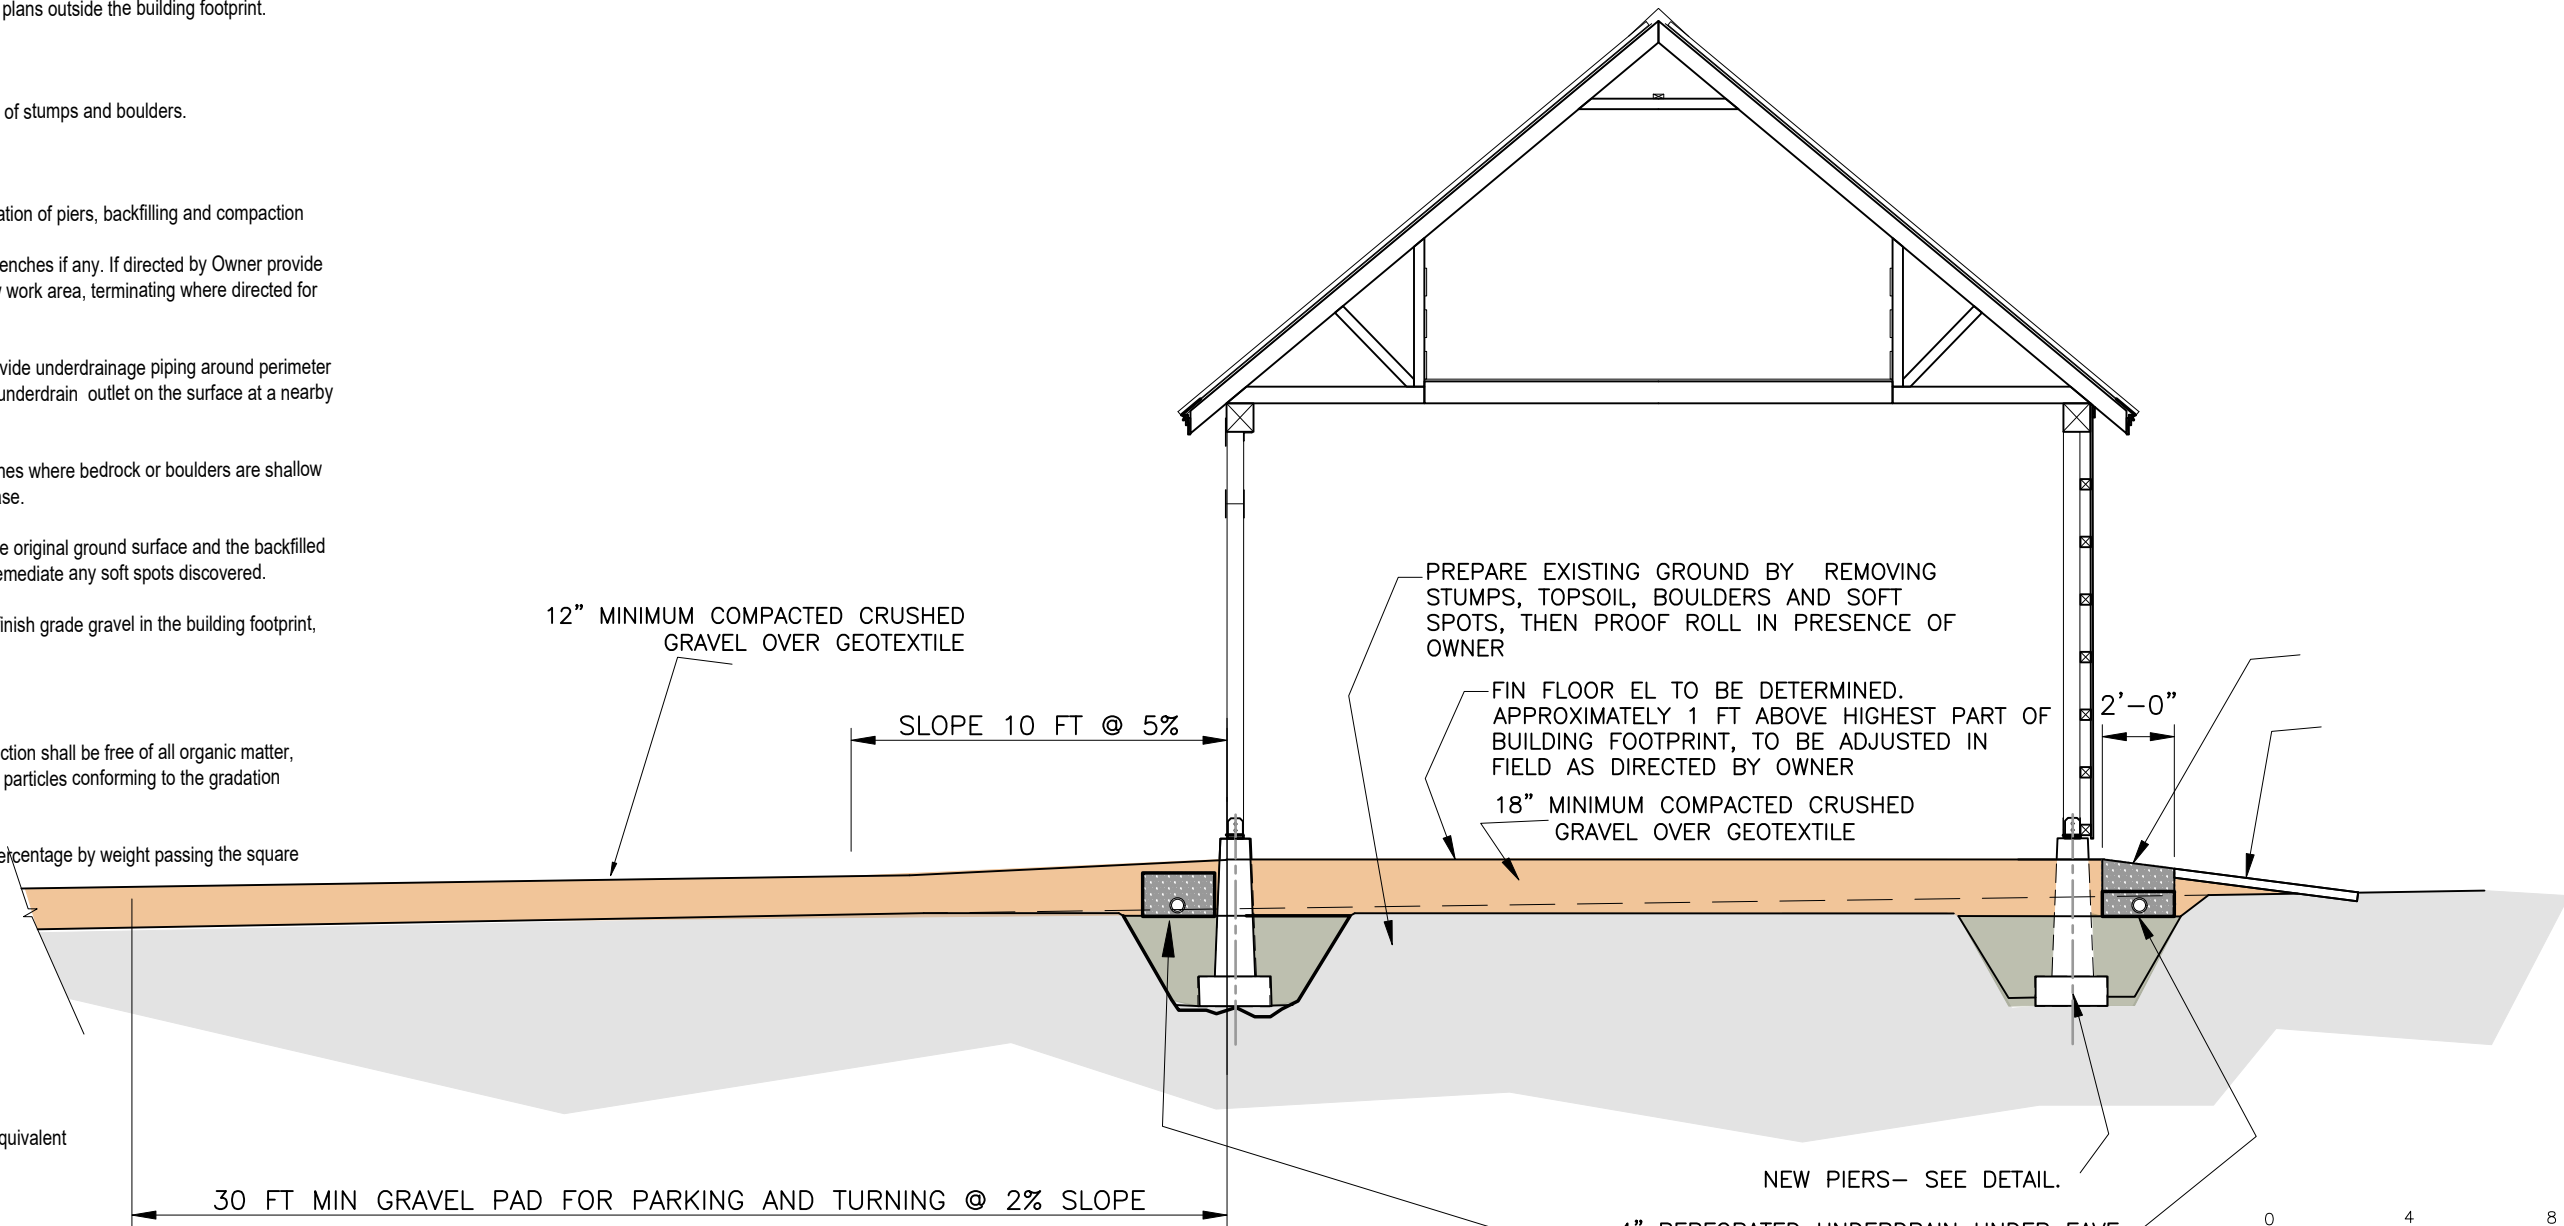 plans outside the building footprint.
of stumps and boulders.
ation of piers, backfilling and compaction
enches if any. If directed by Owner provide
work area, terminating where directed for
vide underdrainage piping around perimeter
underdrain outlet on the surface at a nearby
nes where bedrock or boulders are shallow
ase.
e original ground surface and the backfilled
emediate any soft spots discovered.
finish grade gravel in the building footprint,
ction shall be free of all organic matter,
particles conforming to the gradation
ercentage by weight passing the square
quivalent
12” MINIMUM COMPACTED CRUSHED
GRAVEL OVER GEOTEXTILE
SLOPE 10 FT @ 5%
PREPARE EXISTING GROUND BY REMOVING
STUMPS, TOPSOIL, BOULDERS AND SOFT
SPOTS, THEN PROOF ROLL IN PRESENCE OF
OWNER
FIN FLOOR EL TO BE DETERMINED.
APPROXIMATELY 1 FT ABOVE HIGHEST PART OF
BUILDING FOOTPRINT, TO BE ADJUSTED IN
FIELD AS DIRECTED BY OWNER
18” MINIMUM COMPACTED CRUSHED
GRAVEL OVER GEOTEXTILE
2’-0”
NEW PIERS- SEE DETAIL.
30 FT MIN GRAVEL PAD FOR PARKING AND TURNING @ 2% SLOPE
4” PERFORATED UNDERDRAIN UNDER EAVE
0 4 8